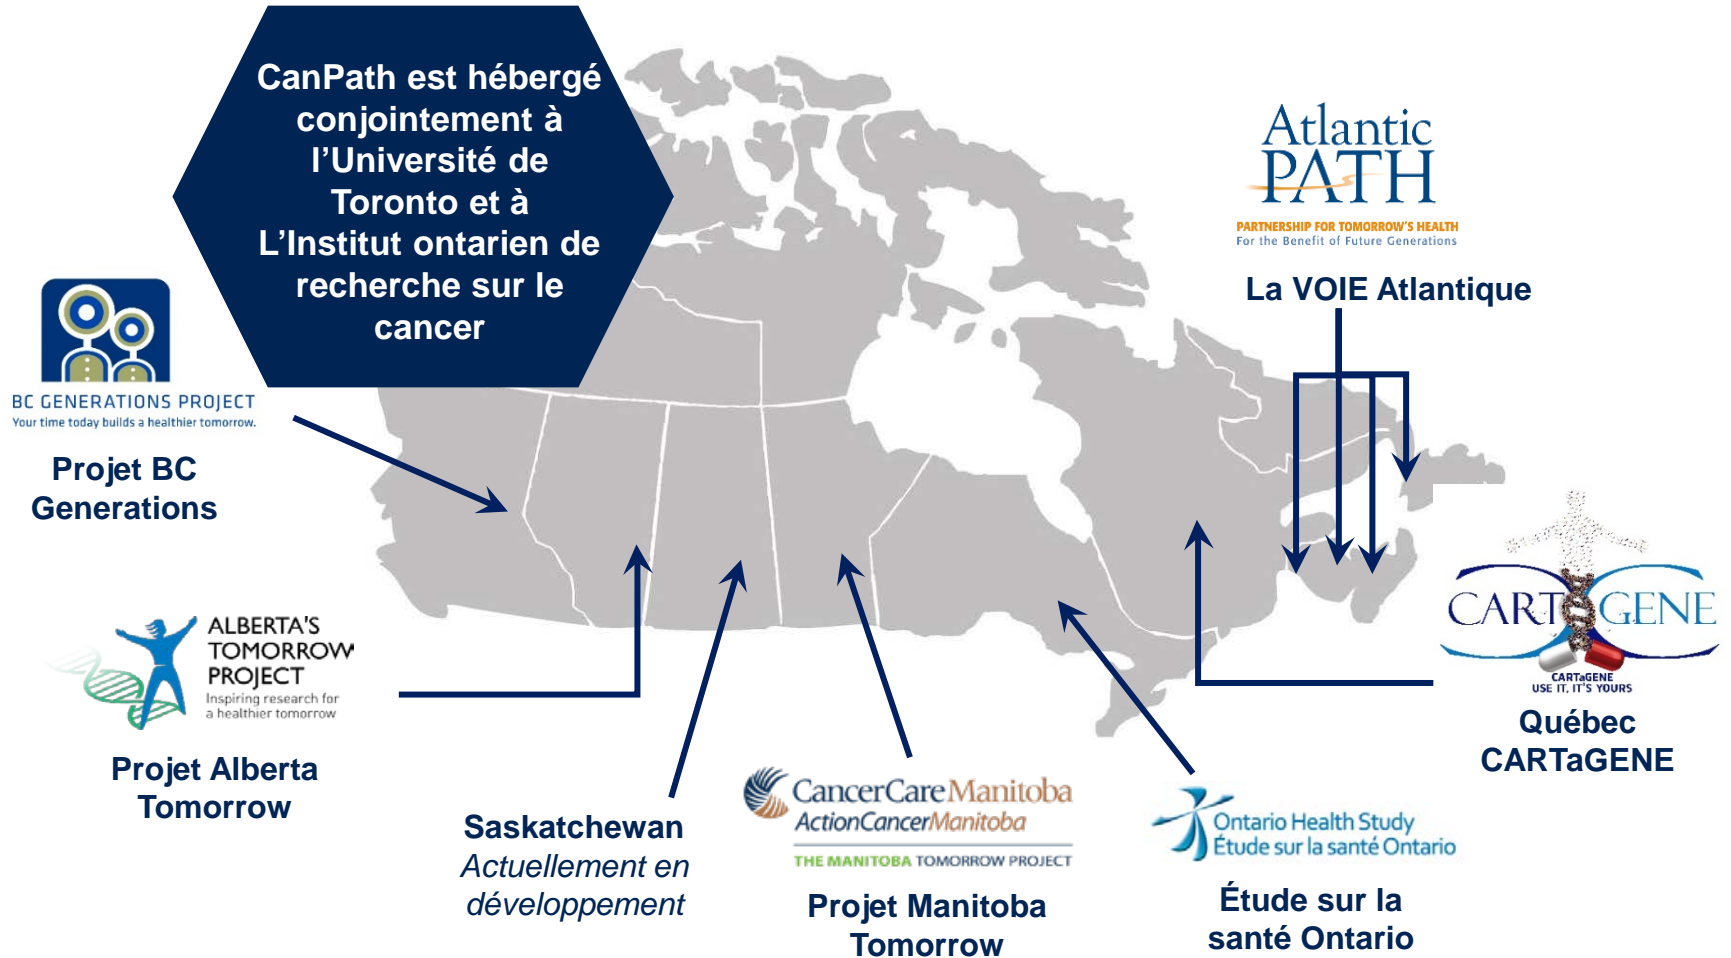 CanPath est hébergé
conjointement à
l’Université de
Toronto et à
L’Institut ontarien de
recherche sur le
cancer
Atlantic
PATH
PARTNERSHIP FOR TOMORROW'S HEALTH
For the Benefit of Future Generations
La VOIE Atlantique
BC GENERATIONS PROJECT
Your time today builds a healthier tomorrow.
Projet BC
Generations
ALBERTA'S
TOMORROW
PROJECT
Inspiring research for
a healthier tomorrow
Projet Alberta
Tomorrow
Saskatchewan
Actuellement en
développement
CancerCare Manitoba
ActionCancerManitoba
THE MANITOBA TOMORROW PROJECT
Projet Manitoba
Tomorrow
Ontario Health Study
Étude sur la santé Ontario
Étude sur la
santé Ontario
CARTaGENE
CARTaGENE
USE IT, IT'S YOURS
Québec
CARTaGENE